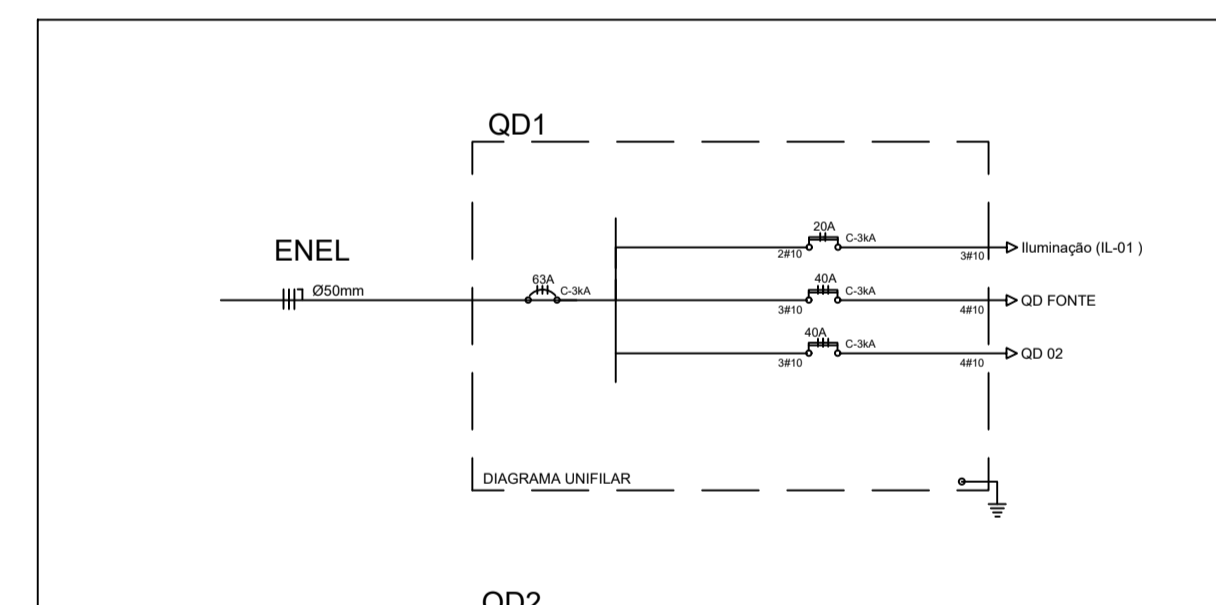 QD1
ENEL
Ø50mm
63A
C-3kA
20A
C-3kA
2#10
3#10
Iluminação (IL-01 )
40A
C-3kA
3#10
4#10
QD FONTE
40A
C-3kA
3#10
4#10
QD 02
DIAGRAMA UNIFILAR
QD2